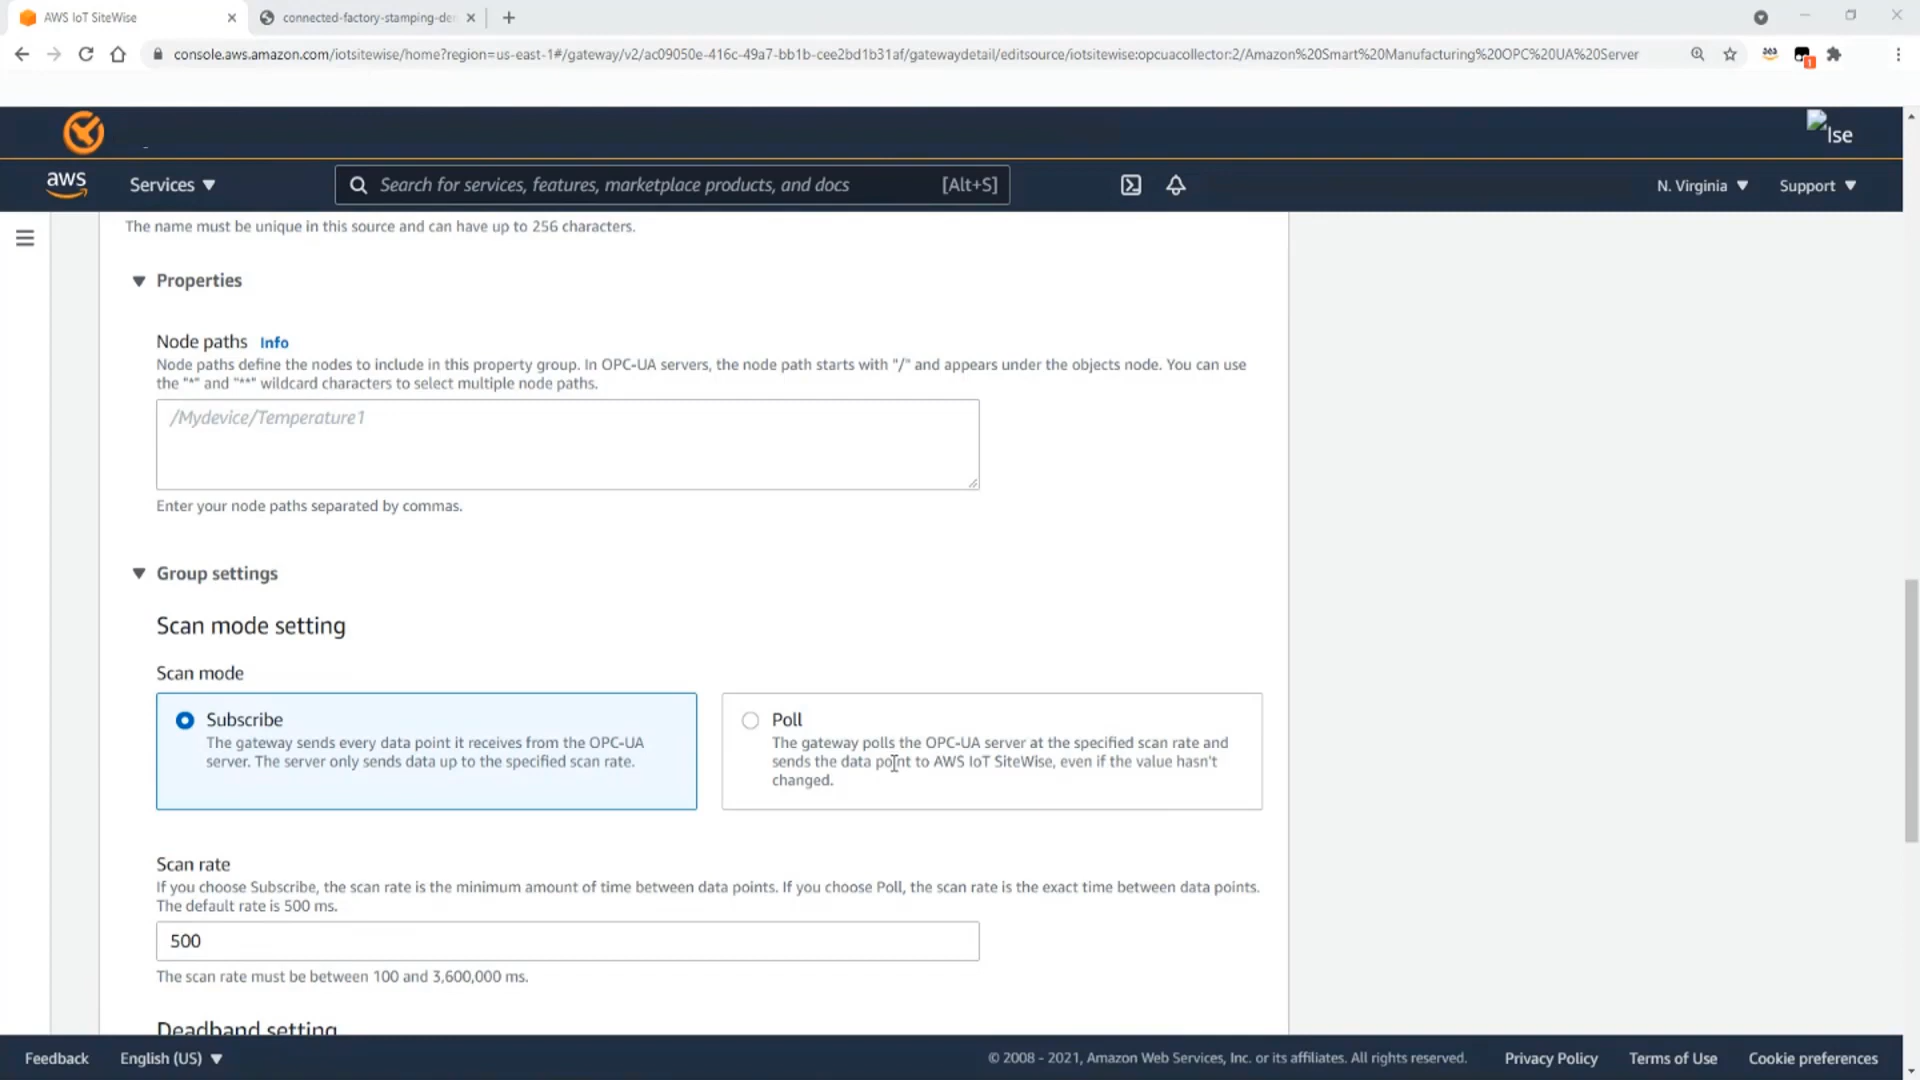 AWS IoT SiteWise
connected-factory-stamping-de
console.aws.amazon.com/iotsitewise/home?region=us-east-1#/gateway/v2/ac09050e-416c-49a7-bb1b-cee2bd1b31af/gatewaydetail/editsource/iotsitewise:opcuacollector:2/Amazon%20Smart%20Manufacturing%20OPC%20UA%20Server
1
Ise
aws
Services
Search for services, features, marketplace products, and docs
[Alt+S]
N. Virginia
Support
The name must be unique in this source and can have up to 256 characters.
Properties
Node paths Info
Node paths define the nodes to include in this property group. In OPC-UA servers, the node path starts with "/" and appears under the objects node. You can use
the "*" and "**" wildcard characters to select multiple node paths.
/Mydevice/Temperature1
Enter your node paths separated by commas.
Group settings
Scan mode setting
Scan mode
Subscribe
The gateway sends every data point it receives from the OPC-UA
server. The server only sends data up to the specified scan rate.
Poll
The gateway polls the OPC-UA server at the specified scan rate and
sends the data point to AWS IoT SiteWise, even if the value hasn't
changed.
Scan rate
If you choose Subscribe, the scan rate is the minimum amount of time between data points. If you choose Poll, the scan rate is the exact time between data points.
The default rate is 500 ms.
500
The scan rate must be between 100 and 3,600,000 ms.
Deadband setting
Feedback
English (US)
© 2008 - 2021, Amazon Web Services, Inc. or its affiliates. All rights reserved.
Privacy Policy
Terms of Use
Cookie preferences